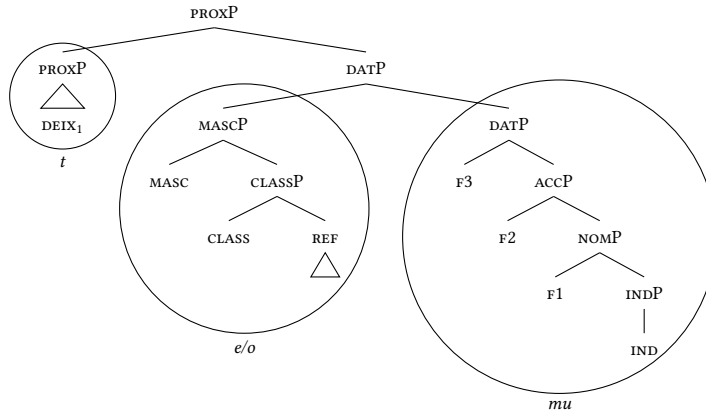 PROXP
PROXP DATP
DEIX₁ MASCP DATP
t
MASC CLASSP F3 ACCP
CLASS REF F2 NOMP
F1 INDP
e/o IND
mu